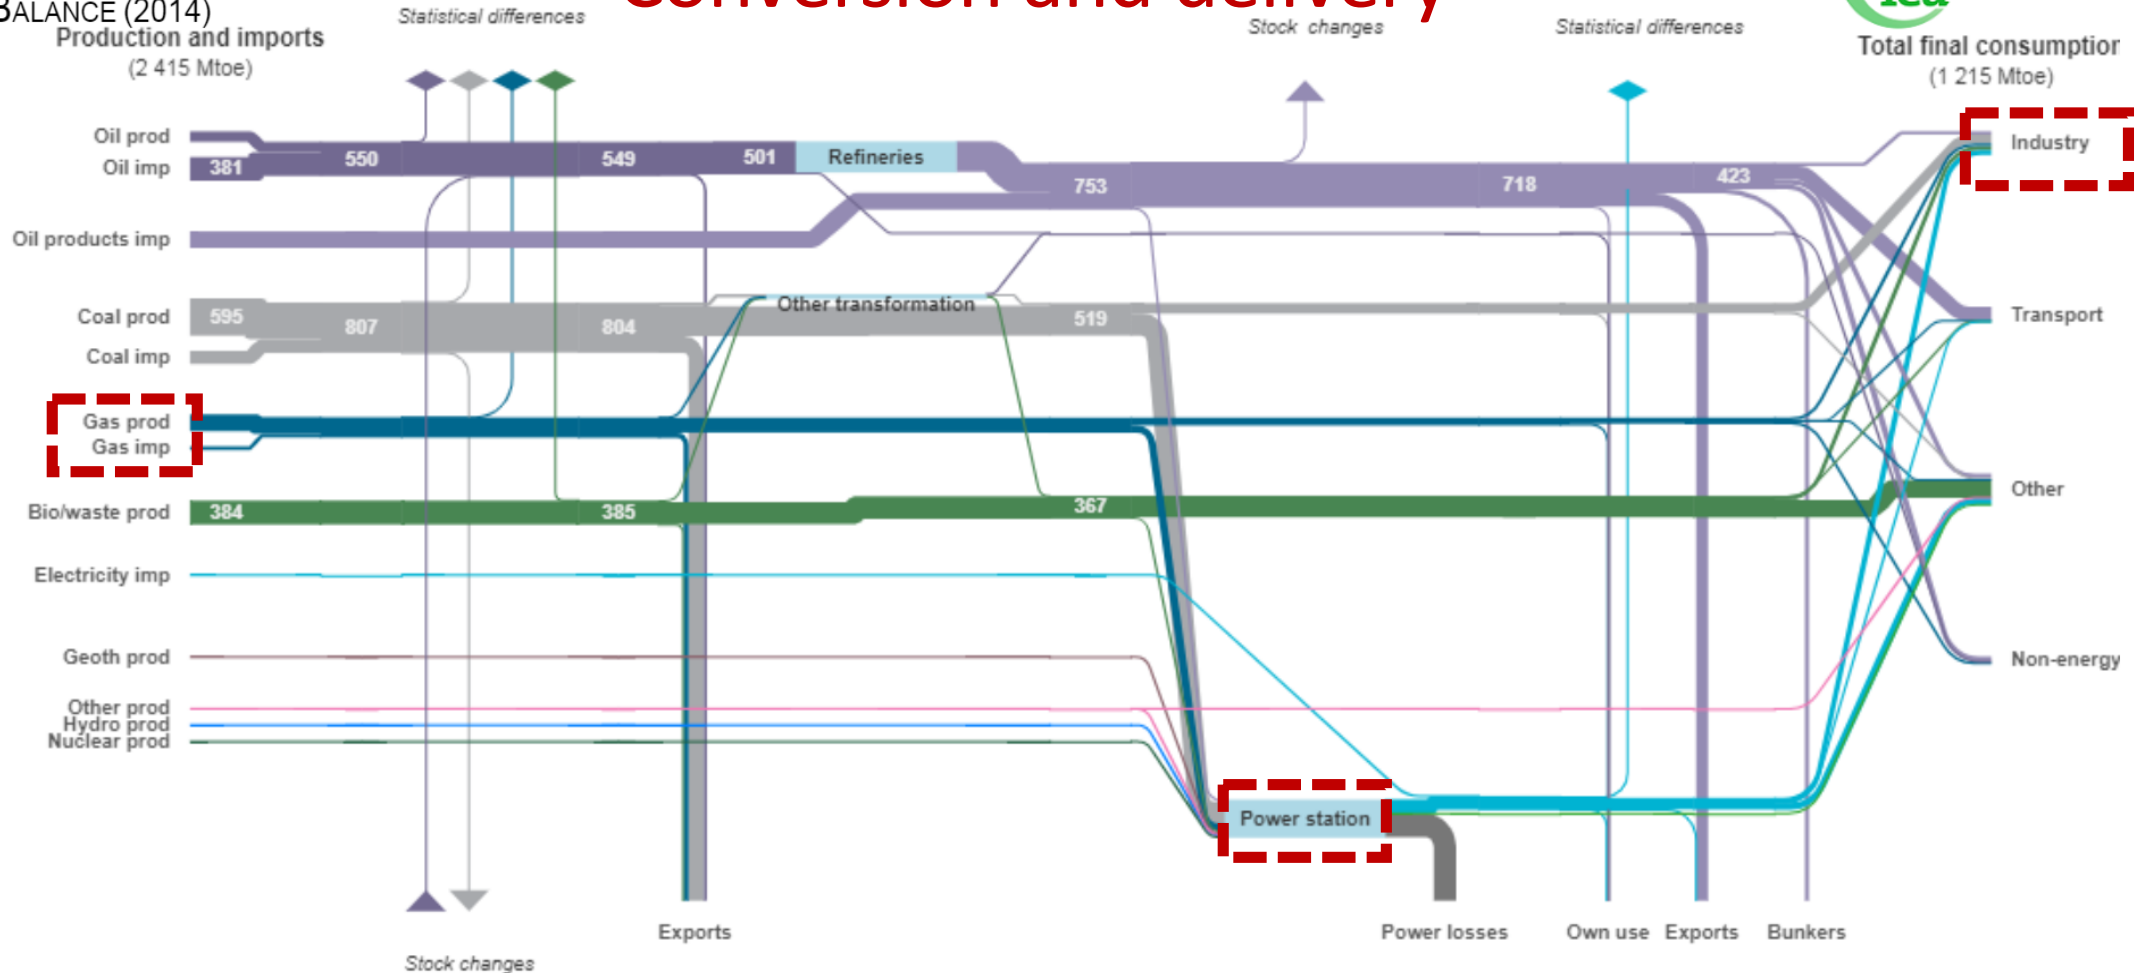 BALANCE (2014)
Conversion and delivery
iea
Production and imports
(2 415 Mtoe)
Statistical differences
Stock changes
Statistical differences
Total final consumption
(1 215 Mtoe)
Oil prod
Oil imp
381
550
549
501
Refineries
753
718
423
Industry
Oil products imp
Coal prod
595
807
804
Other transformation
519
Transport
Coal imp
Gas prod
Gas imp
Bio/waste prod
384
385
367
Other
Electricity imp
Geoth prod
Non-energy
Other prod
Hydro prod
Nuclear prod
Power station
Exports
Power losses
Own use
Exports
Bunkers
Stock changes